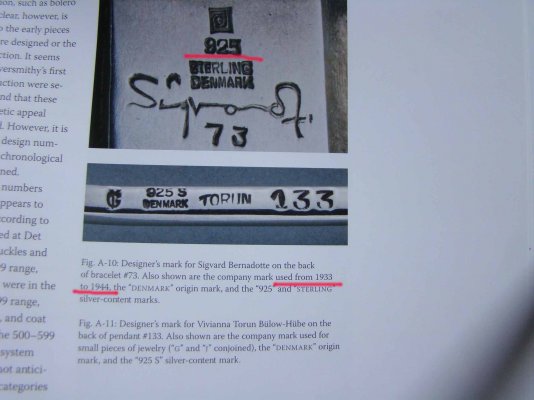 ion, such as bolero
clear, however, is
o the early pieces
re designed or the
ction. It seems
versmithy's first
uction were se-
nd that these
etic appeal
l. However, it is
design num-
chronological
ned.
numbers
appears to
ccording to
ed at Det
uckles and
99 range,
were in the
99 range,
, and coat
he 500–599
system
not antici-
categories
925
STERLING
DENMARK
73
925 S
DENMARK
TORUN
133
Fig. A-10: Designer's mark for Sigvard Bernadotte on the back
of bracelet #73. Also shown are the company mark used from 1933
to 1944, the "DENMARK" origin mark, and the "925" and "STERLING"
silver-content marks.
Fig. A-11: Designer's mark for Vivianna Torun Bülow-Hübe on the
back of pendant #133. Also shown are the company mark used for
small pieces of jewelry ("G" and "J" conjoined), the "DENMARK" origin
mark, and the "925 S" silver-content mark.